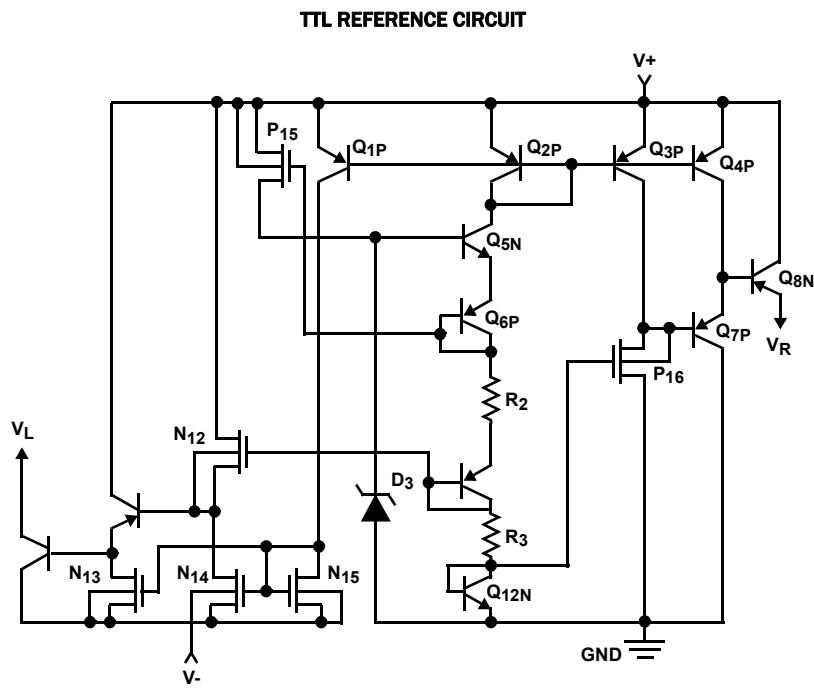 TTL REFERENCE CIRCUIT
V+
P15
Q1P
Q2P
Q3P
Q4P
Q5N
Q8N
Q6P
Q7P
VR
P16
R2
VL
N12
D3
R3
N13
N14
N15
Q12N
GND
V-